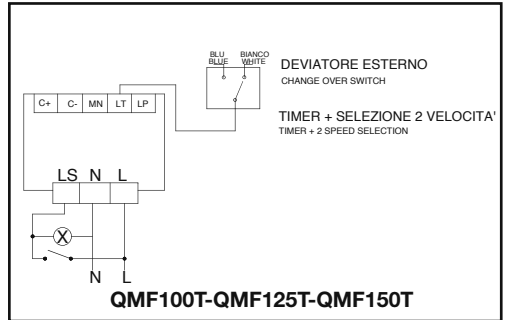 BLU BIANCO
BLUE WHITE
DEVIATORE ESTERNO
CHANGE OVER SWITCH
C+ C- MN LT LP
TIMER + SELEZIONE 2 VELOCITA'
TIMER + 2 SPEED SELECTION
LS N L
X
N L
QMF100T-QMF125T-QMF150T